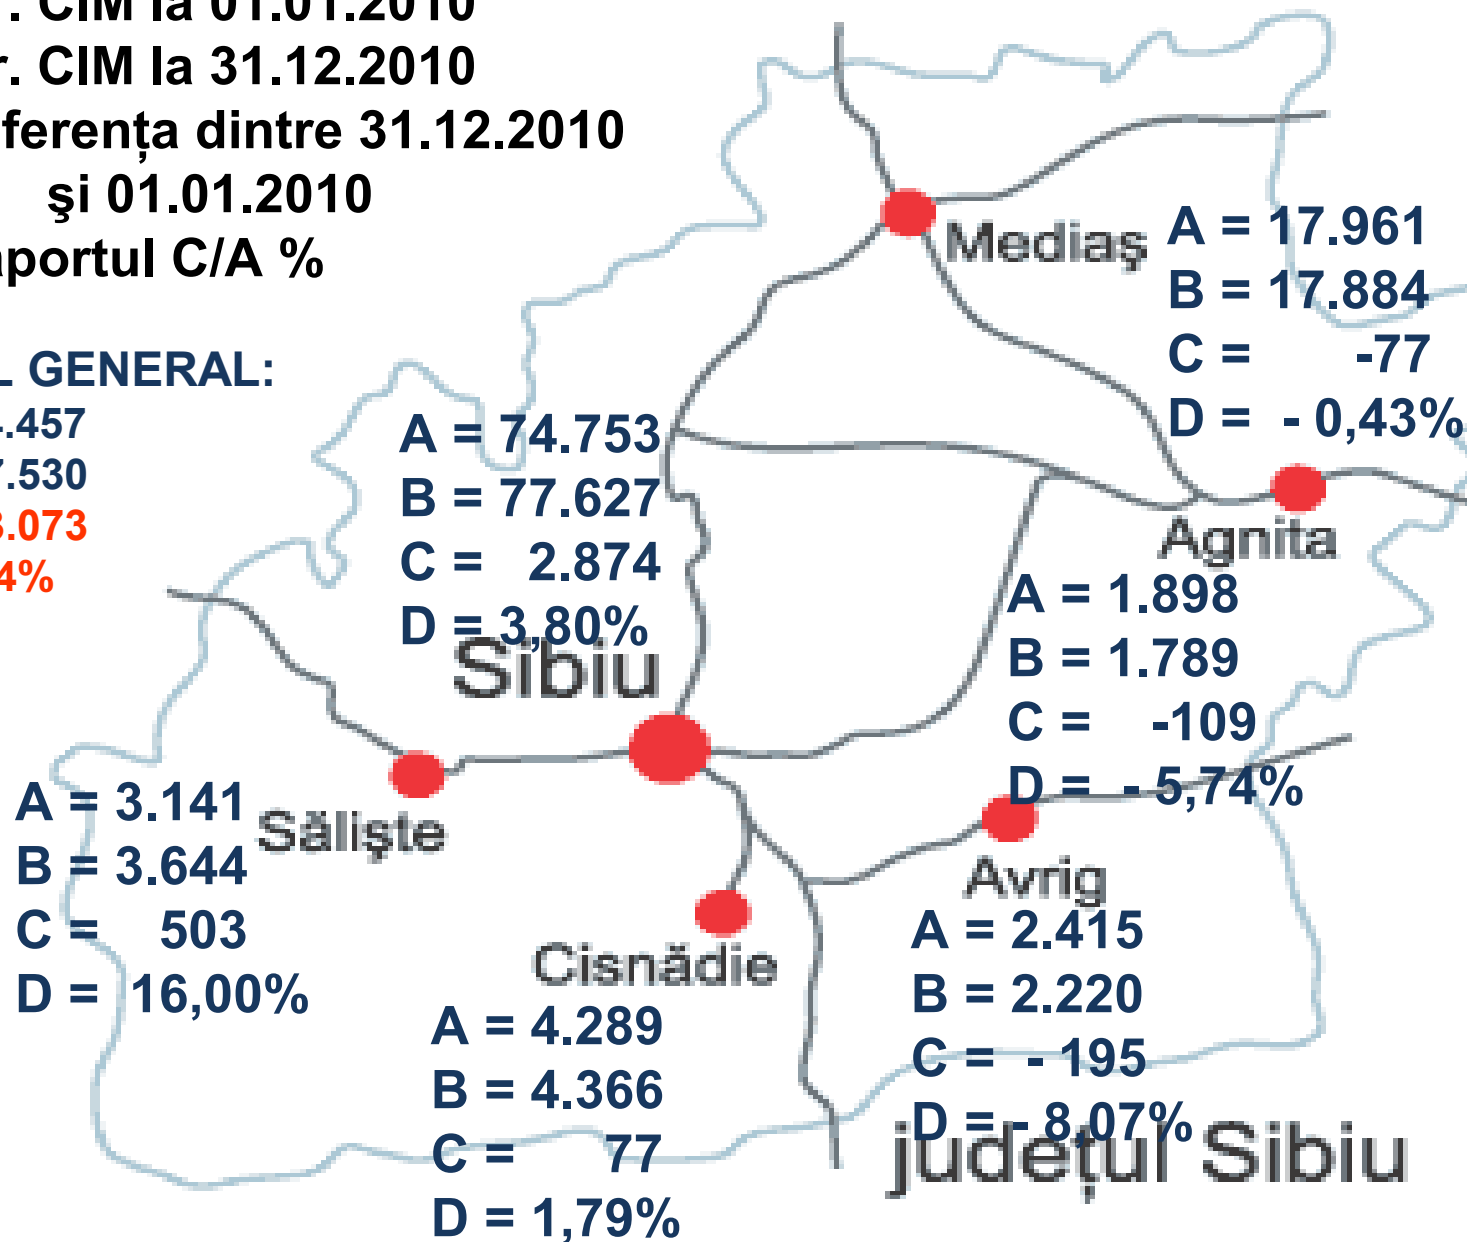 r. CIM la 01.01.2010
r. CIM la 31.12.2010
ferența dintre 31.12.2010
şi 01.01.2010
aportul C/A %
L GENERAL:
.457
7.530
3.073
4%
Mediaş
A = 17.961
B = 17.884
C = -77
D = - 0,43%
A = 74.753
B = 77.627
C = 2.874
D = 3,80%
Sibiu
Agnita
A = 1.898
B = 1.789
C = -109
D = - 5,74%
A = 3.141
B = 3.644
C = 503
D = 16,00%
Sălişte
Avrig
A = 2.415
B = 2.220
C = - 195
D = - 8,07%
Cisnădie
A = 4.289
B = 4.366
C = 77
D = 1,79%
județul Sibiu